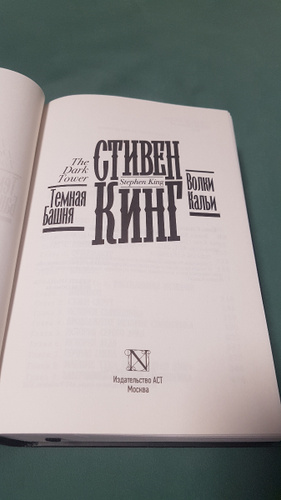 The
Dark
Tower
СТИВЕН
Stephen King
КИНГ
Темная
Башня
Волки
Кальи
N
Издательство АСТ
Москва